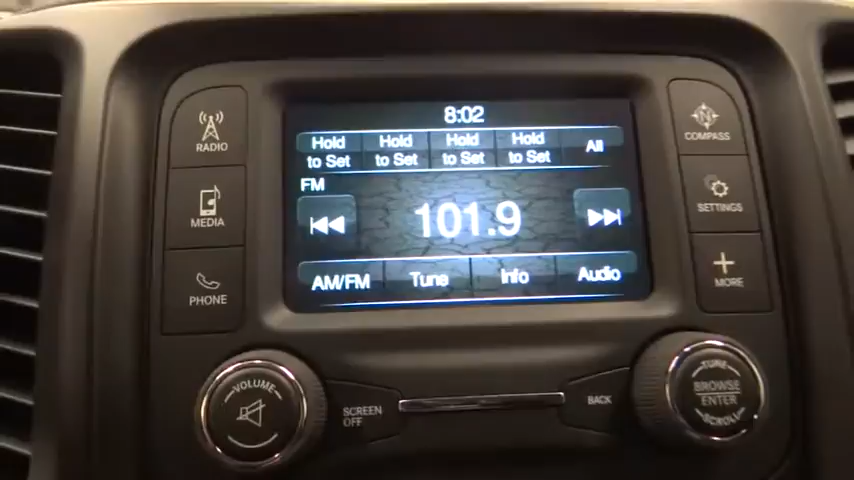 8:02
Hold Hold Hold Hold All
to Set to Set to Set to Set
FM
101.9
AM/FM Tune Info Audio
RADIO
MEDIA
PHONE
N
COMPASS
SETTINGS
MORE
VOLUME
SCREEN
OFF
BACK
TUNE
BROWSE
ENTER
SCROLL